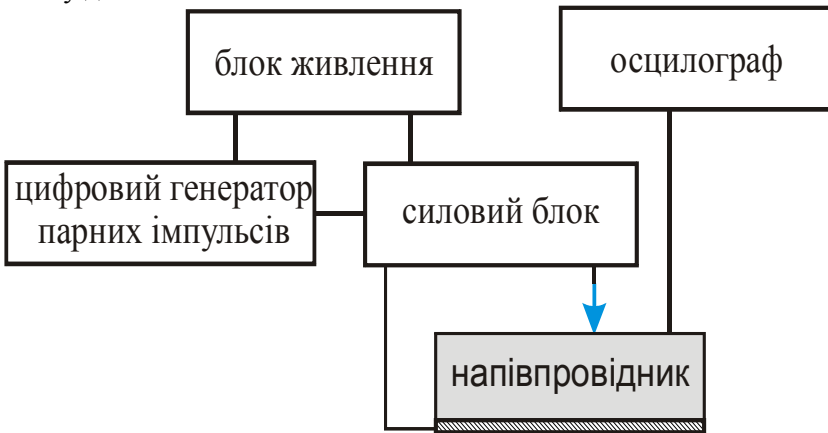 блок живлення
осцилограф
цифровий генератор
парних імпульсів
силовий блок
напівпровідник